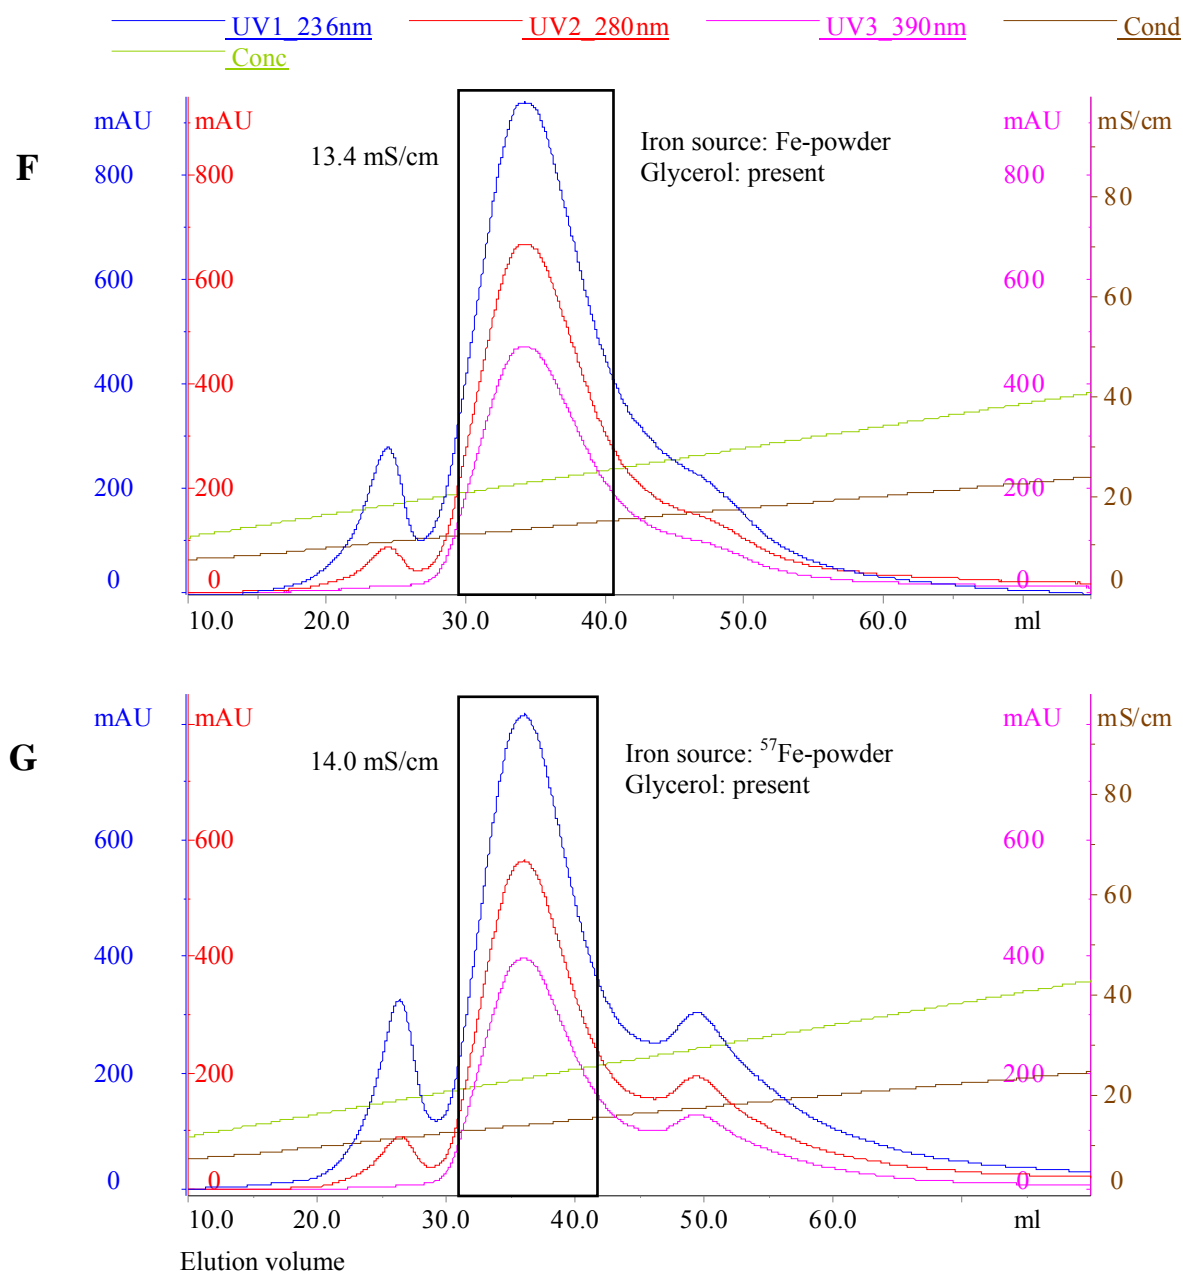 UV1_236nm UV2_280nm UV3_390nm Cond
Conc
F
mAU mAU mAU mS/cm
13.4 mS/cm
Iron source: Fe-powder
Glycerol: present
800 800 800 80
600 600 600 60
400 400 400 40
200 200 200 20
0 0 0 0
10.0 20.0 30.0 40.0 50.0 60.0 ml
G
mAU mAU mAU mS/cm
14.0 mS/cm
Iron source: ⁵⁷Fe-powder
Glycerol: present
80
600 600 600 60
400 400 400 40
200 200 200 20
0 0 0 0
10.0 20.0 30.0 40.0 50.0 60.0 ml
Elution volume